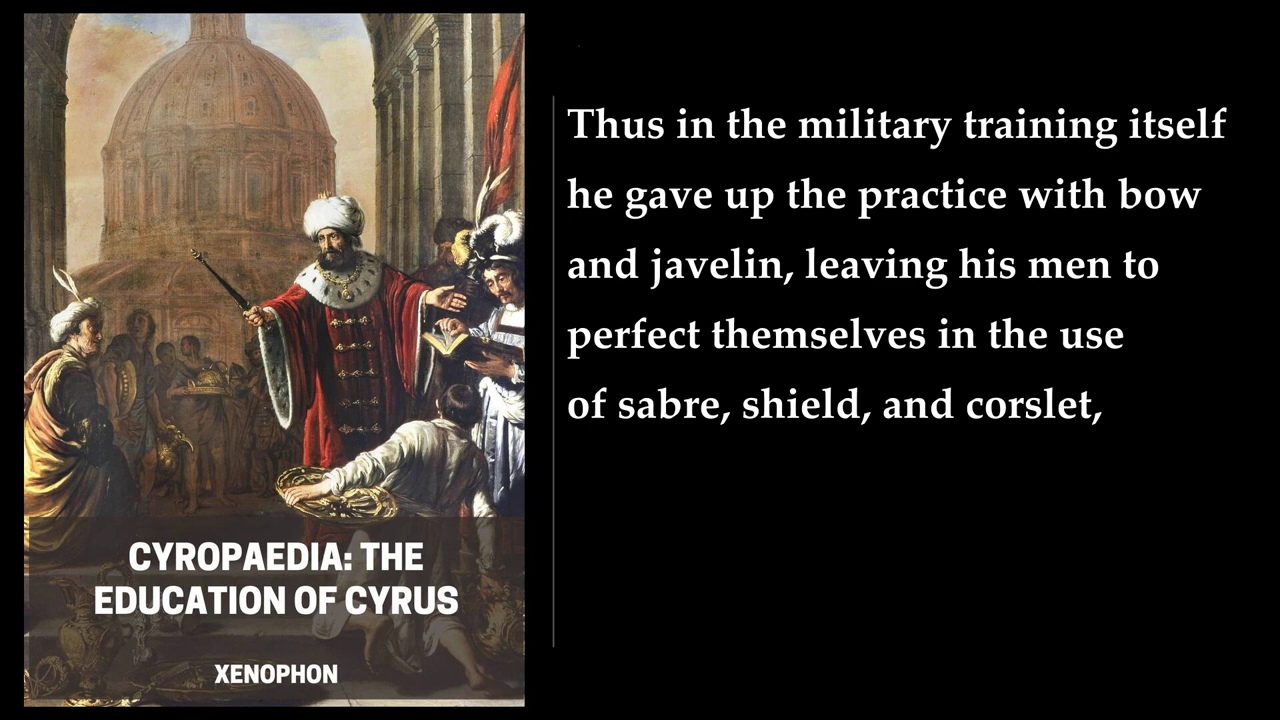 CYROPAEDIA: THE
EDUCATION OF CYRUS
XENOPHON
Thus in the military training itself
he gave up the practice with bow
and javelin, leaving his men to
perfect themselves in the use
of sabre, shield, and corslet,